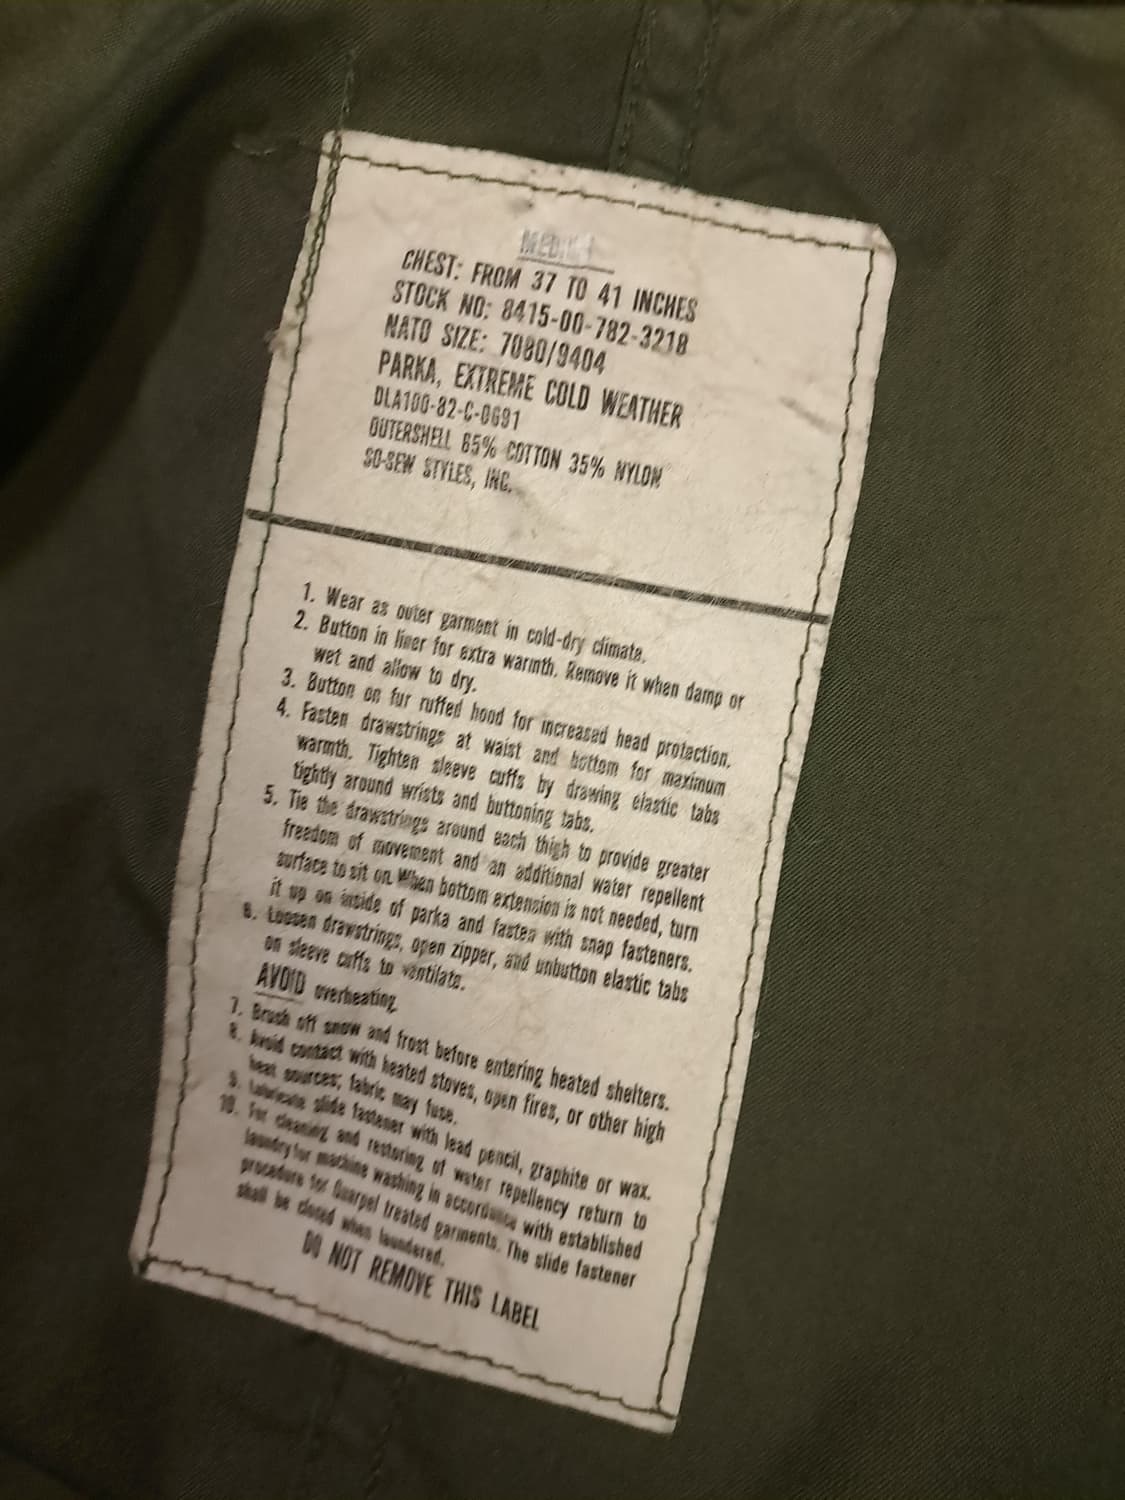 MEDIUM
CHEST: FROM 37 TO 41 INCHES
STOCK NO: 8415-00-782-3218
NATO SIZE: 7080/9404
PARKA, EXTREME COLD WEATHER
DLA100-82-C-0691
OUTERSHELL 65% COTTON 35% NYLON
SO-SEW STYLES, INC.
1. Wear as outer garment in cold-dry climate.
2. Button in liner for extra warmth. Remove it when damp or
wet and allow to dry.
3. Button on fur ruffed hood for increased head protection.
4. Fasten drawstrings at waist and bottom for maximum
warmth. Tighten sleeve cuffs by drawing elastic tabs
tightly around wrists and buttoning tabs.
5. Tie the drawstrings around each thigh to provide greater
freedom of movement and an additional water repellent
surface to sit on. When bottom extension is not needed, turn
it up on inside of parka and fasten with snap fasteners.
6. Loosen drawstrings, open zipper, and unbutton elastic tabs
on sleeve cuffs to ventilate.
AVOID overheating.
7. Brush off snow and frost before entering heated shelters.
8. Avoid contact with heated stoves, open fires, or other high
heat sources; fabric may fuse.
9. Lubricate slide fastener with lead pencil, graphite or wax.
10. For cleaning and restoring of water repellency return to
laundry for machine washing in accordance with established
procedure for Quarpel treated garments. The slide fastener
shall be closed when laundered.
DO NOT REMOVE THIS LABEL